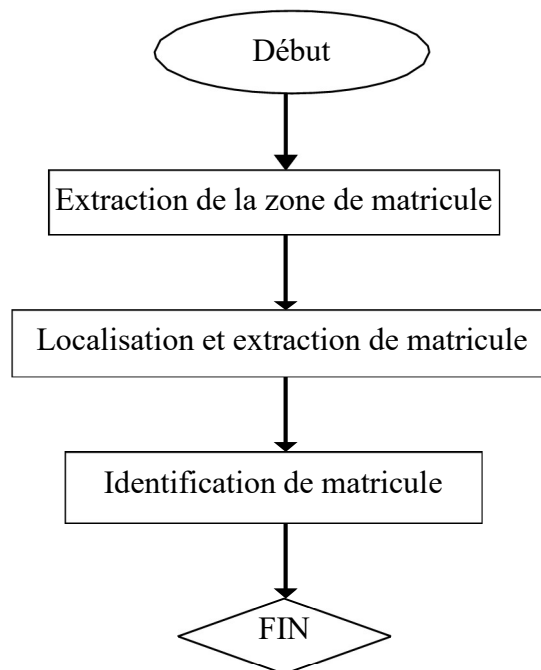 Début
Extraction de la zone de matricule
Localisation et extraction de matricule
Identification de matricule
FIN